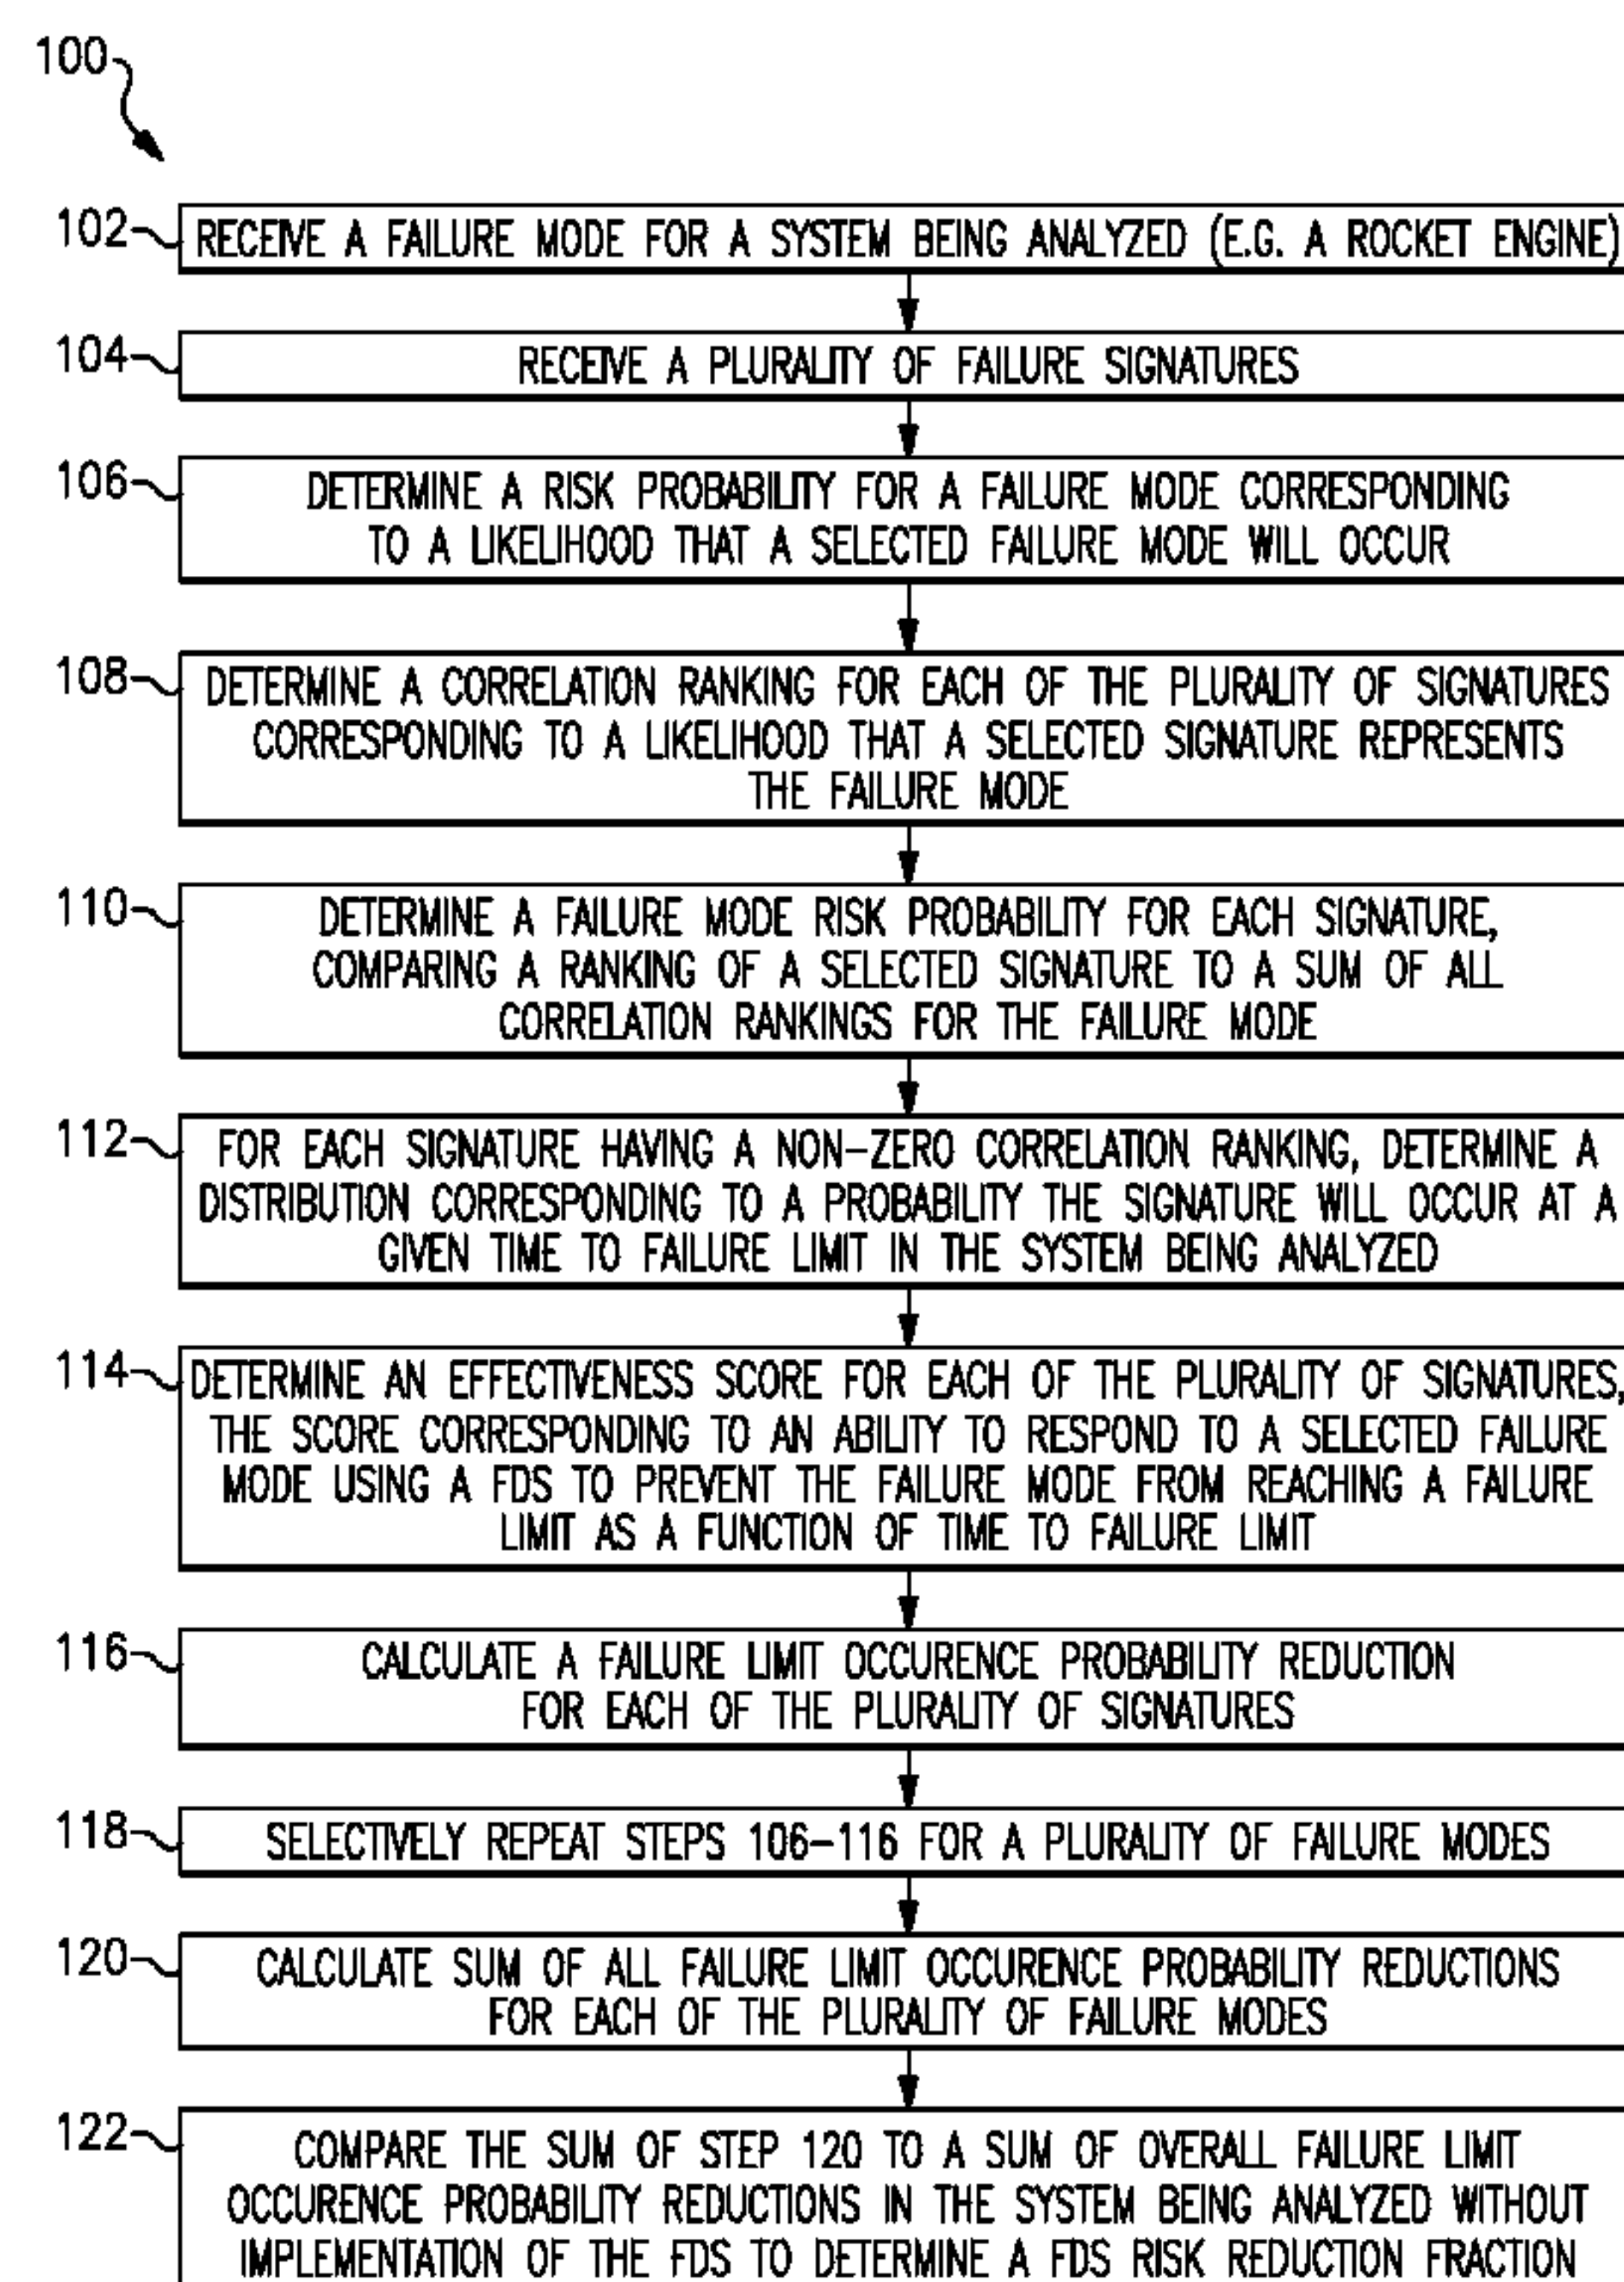 100
102
RECEIVE A FAILURE MODE FOR A SYSTEM BEING ANALYZED (E.G. A ROCKET ENGINE)
104
RECEIVE A PLURALITY OF FAILURE SIGNATURES
106
DETERMINE A RISK PROBABILITY FOR A FAILURE MODE CORRESPONDING
TO A LIKELIHOOD THAT A SELECTED FAILURE MODE WILL OCCUR
108
DETERMINE A CORRELATION RANKING FOR EACH OF THE PLURALITY OF SIGNATURES
CORRESPONDING TO A LIKELIHOOD THAT A SELECTED SIGNATURE REPRESENTS
THE FAILURE MODE
110
DETERMINE A FAILURE MODE RISK PROBABILITY FOR EACH SIGNATURE,
COMPARING A RANKING OF A SELECTED SIGNATURE TO A SUM OF ALL
CORRELATION RANKINGS FOR THE FAILURE MODE
112
FOR EACH SIGNATURE HAVING A NON-ZERO CORRELATION RANKING, DETERMINE A
DISTRIBUTION CORRESPONDING TO A PROBABILITY THE SIGNATURE WILL OCCUR AT A
GIVEN TIME TO FAILURE LIMIT IN THE SYSTEM BEING ANALYZED
114
DETERMINE AN EFFECTIVENESS SCORE FOR EACH OF THE PLURALITY OF SIGNATURES,
THE SCORE CORRESPONDING TO AN ABILITY TO RESPOND TO A SELECTED FAILURE
MODE USING A FDS TO PREVENT THE FAILURE MODE FROM REACHING A FAILURE
LIMIT AS A FUNCTION OF TIME TO FAILURE LIMIT
116
CALCULATE A FAILURE LIMIT OCCURENCE PROBABILITY REDUCTION
FOR EACH OF THE PLURALITY OF SIGNATURES
118
SELECTIVELY REPEAT STEPS 106-116 FOR A PLURALITY OF FAILURE MODES
120
CALCULATE SUM OF ALL FAILURE LIMIT OCCURENCE PROBABILITY REDUCTIONS
FOR EACH OF THE PLURALITY OF FAILURE MODES
122
COMPARE THE SUM OF STEP 120 TO A SUM OF OVERALL FAILURE LIMIT
OCCURENCE PROBABILITY REDUCTIONS IN THE SYSTEM BEING ANALYZED WITHOUT
IMPLEMENTATION OF THE FDS TO DETERMINE A FDS RISK REDUCTION FRACTION